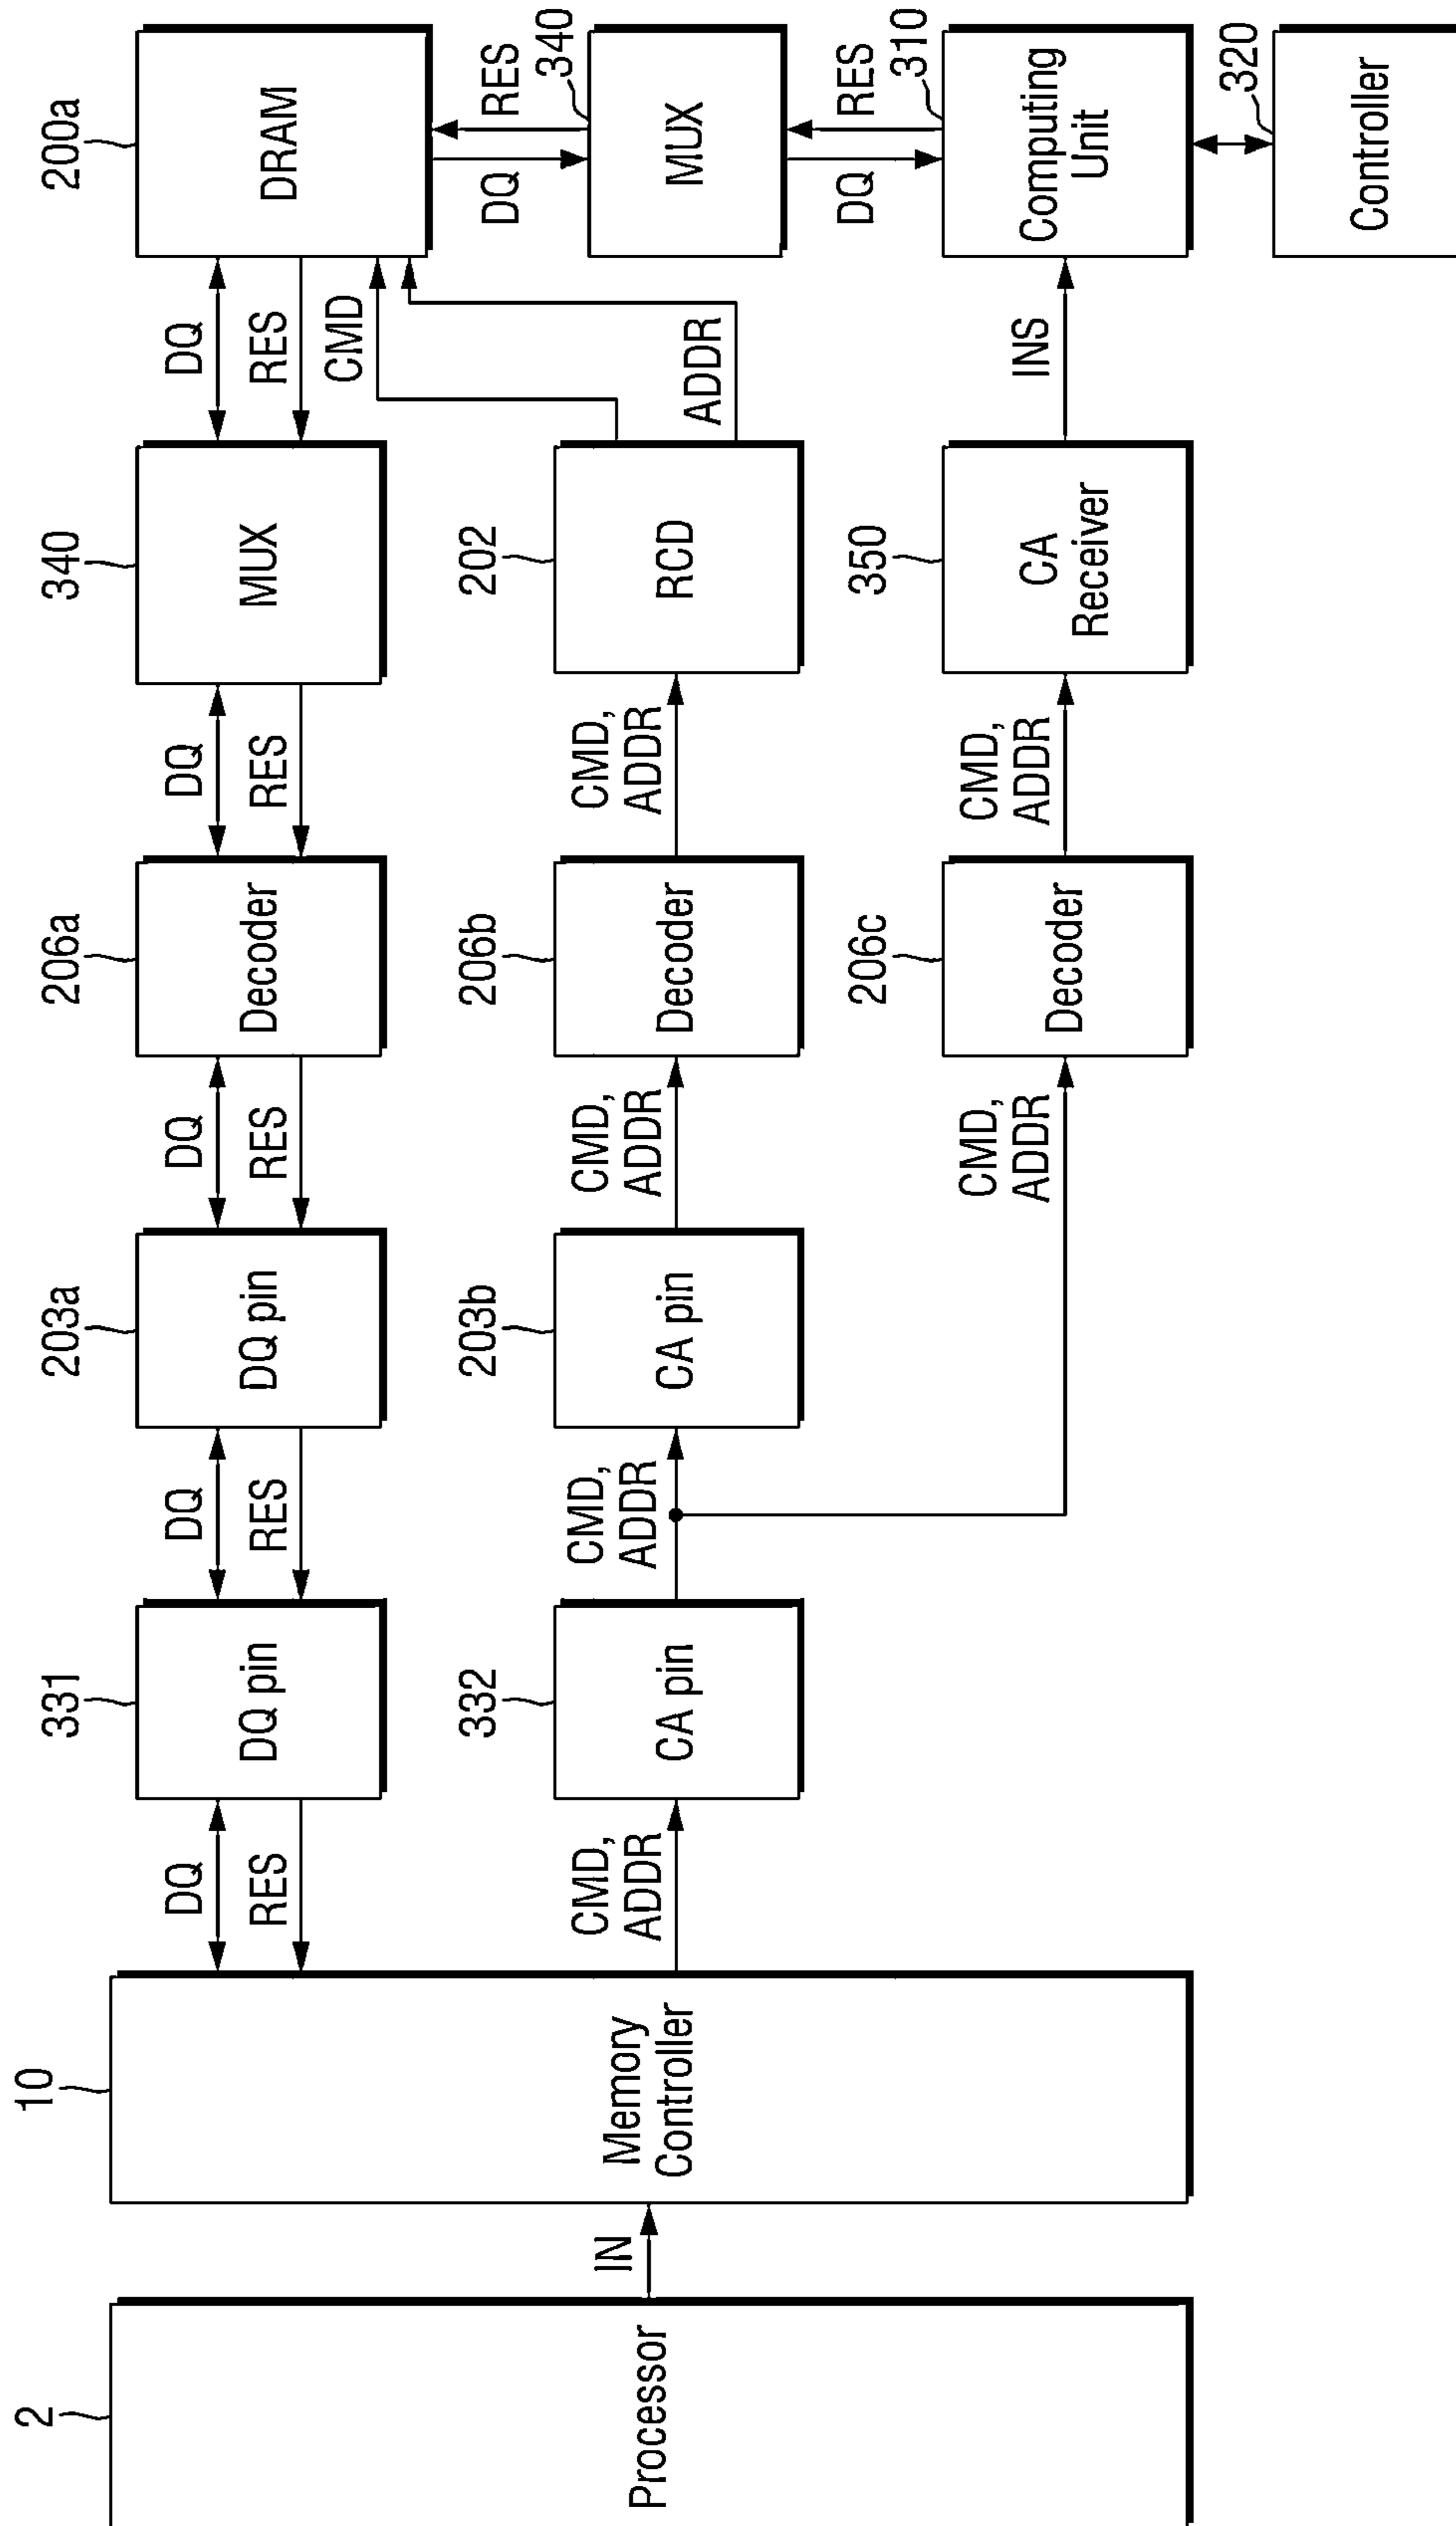 2
Processor
IN
10
Memory
Controller
DQ
RES
CMD,
ADDR
331
DQ pin
332
CA pin
DQ
RES
CMD,
ADDR
203a
DQ pin
203b
CA pin
DQ
RES
CMD,
ADDR
CMD,
ADDR
206a
Decoder
206b
Decoder
206c
Decoder
DQ
RES
CMD,
ADDR
CMD,
ADDR
340
MUX
202
RCD
350
CA
Receiver
DQ
RES
CMD
ADDR
INS
200a
DRAM
DQ
RES
340
MUX
DQ
RES
310
Computing
Unit
320
Controller